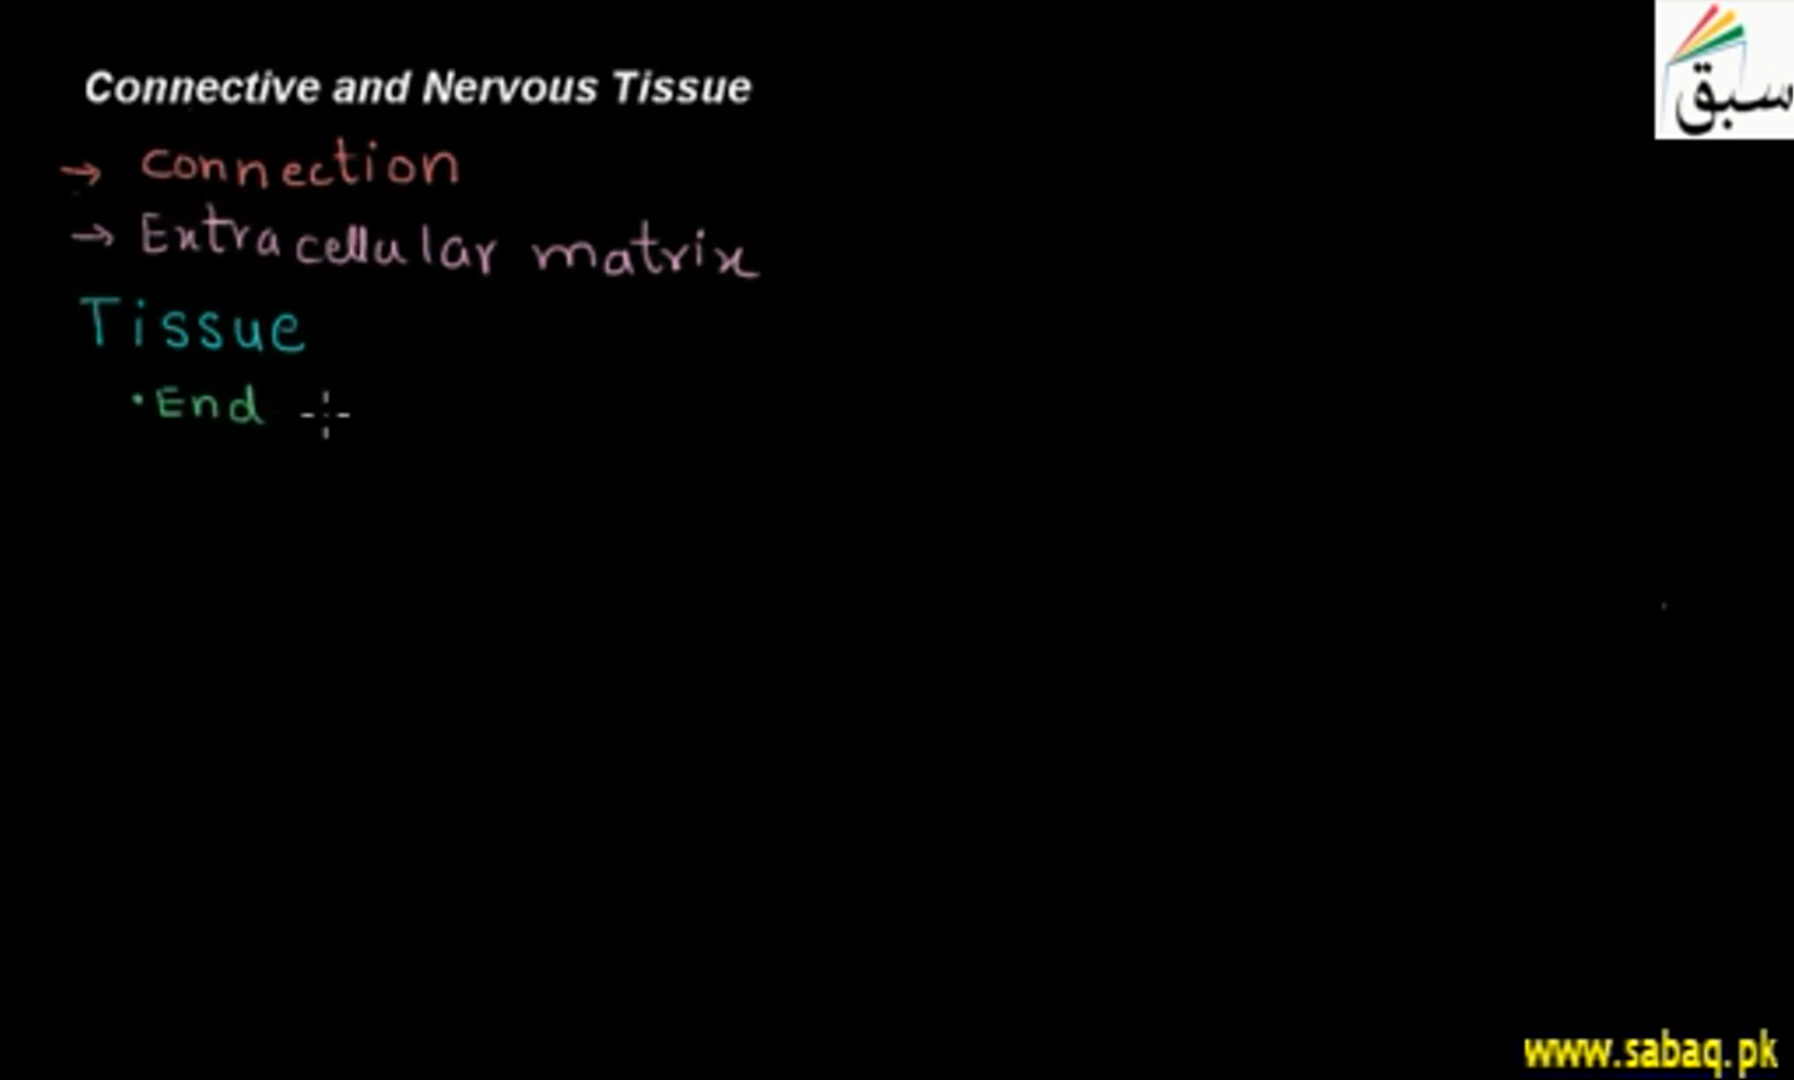 سبق
Connective and Nervous Tissue
→ Connection
→ Extracellular matrix
Tissue
• End
www.sabaq.pk